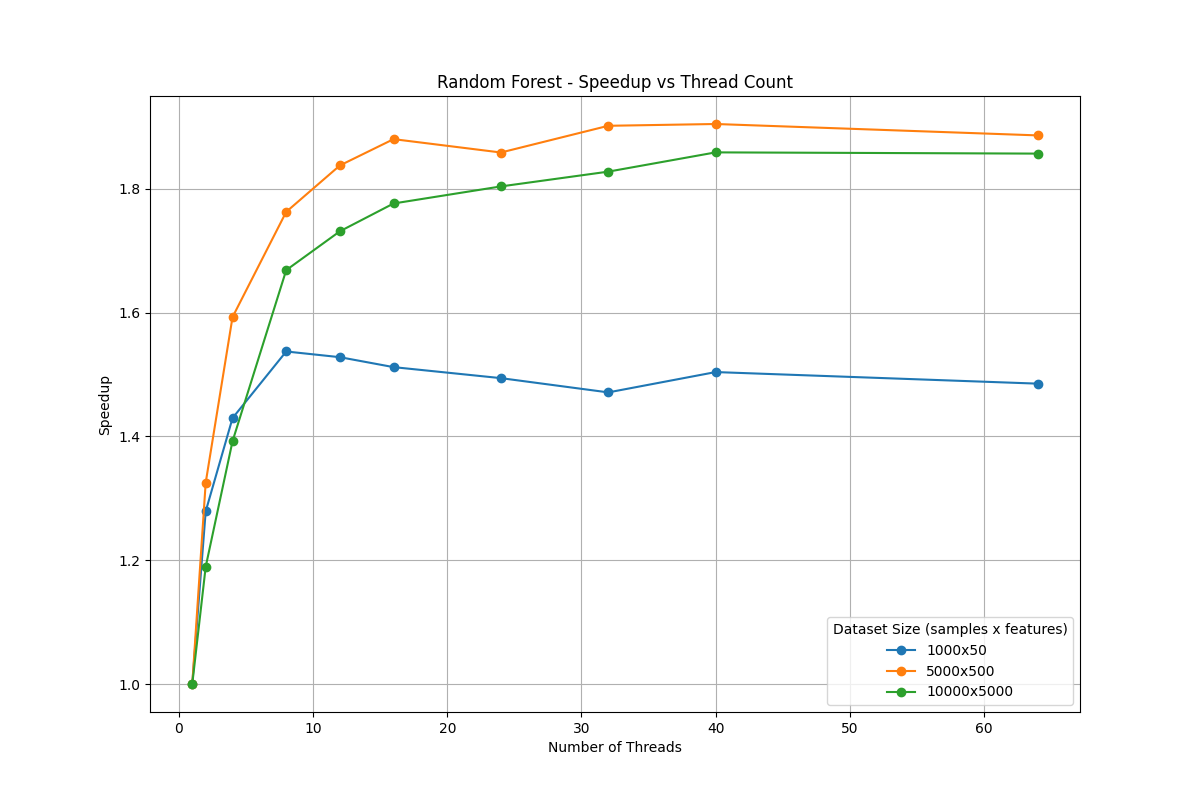 Random Forest - Speedup vs Thread Count
Speedup
1.8
1.6
1.4
1.2
1.0
0 10 20 30 40 50 60
Number of Threads
Dataset Size (samples x features)
1000x50
5000x500
10000x5000